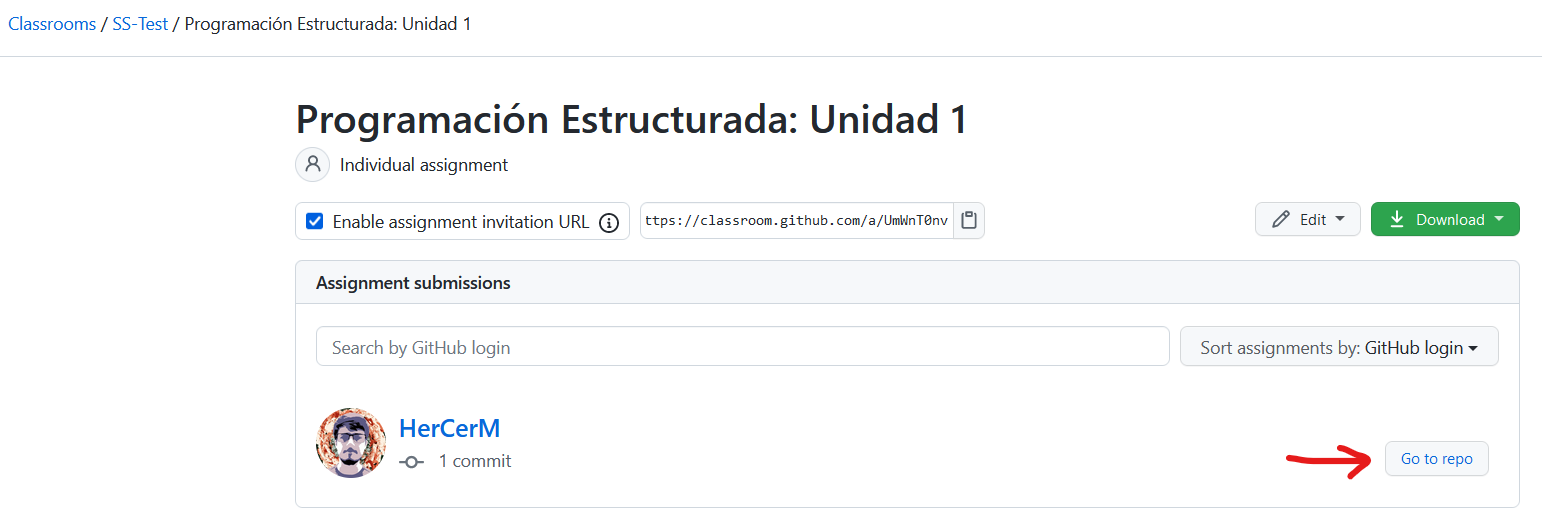 Classrooms / SS-Test / Programación Estructurada: Unidad 1
Programación Estructurada: Unidad 1
Individual assignment
Enable assignment invitation URL
ttps://classroom.github.com/a/UmWnT0nv
Edit
Download
Assignment submissions
Search by GitHub login
Sort assignments by: GitHub login
HerCerM
1 commit
Go to repo